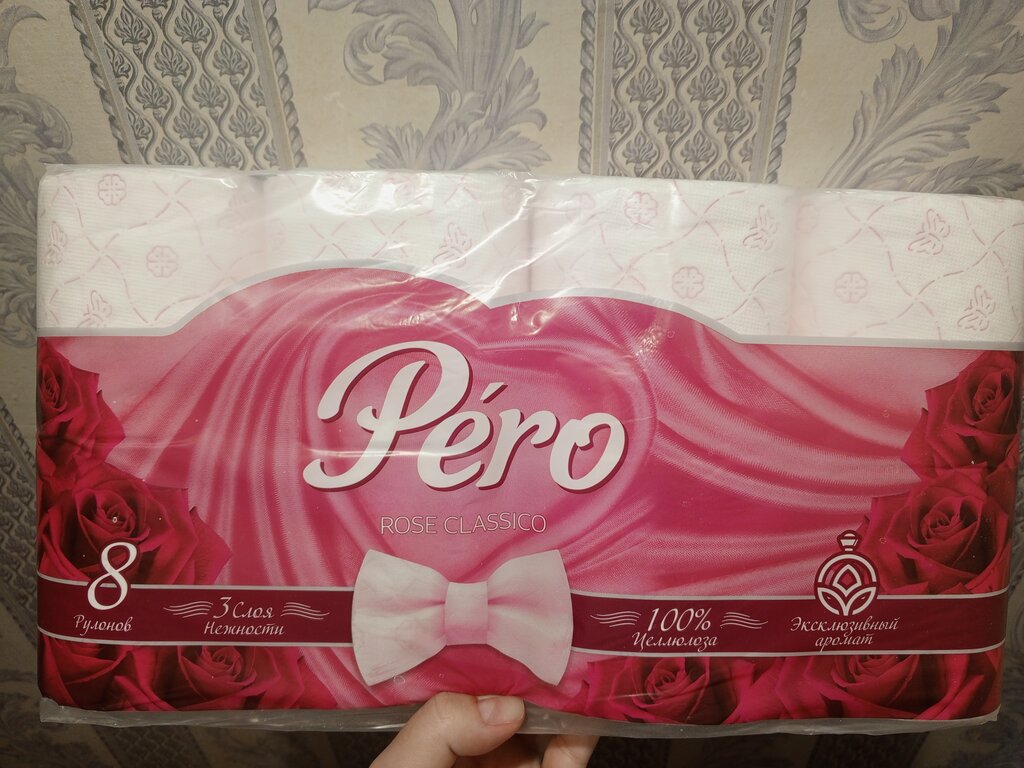 Péro
ROSE CLASSICO
8
Рулонов
3 Слоя
Нежности
100%
Целлюлоза
Эксклюзивный
аромат